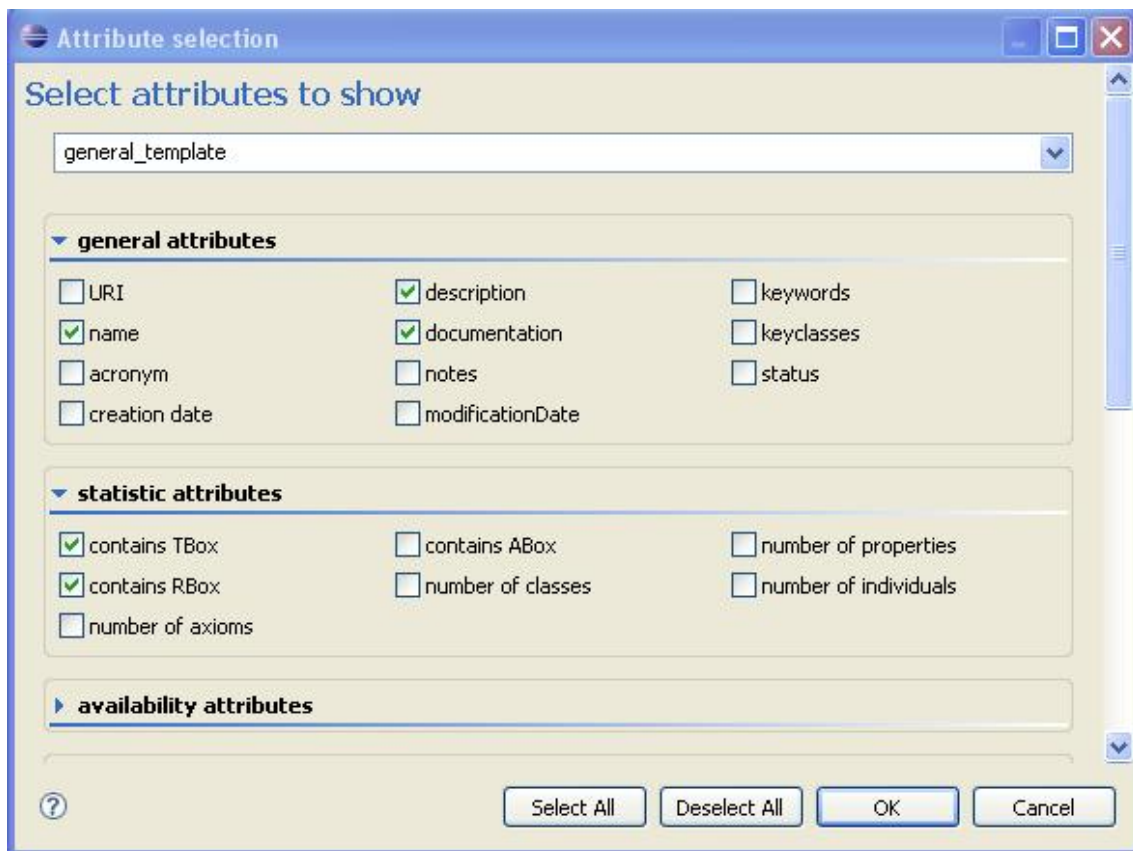 Attribute selection
Select attributes to show
general_template
general attributes
URI description keywords
name documentation keyclasses
acronym notes status
creation date modificationDate
statistic attributes
contains TBox contains ABox number of properties
contains RBox number of classes number of individuals
number of axioms
availability attributes
? Select All Deselect All OK Cancel